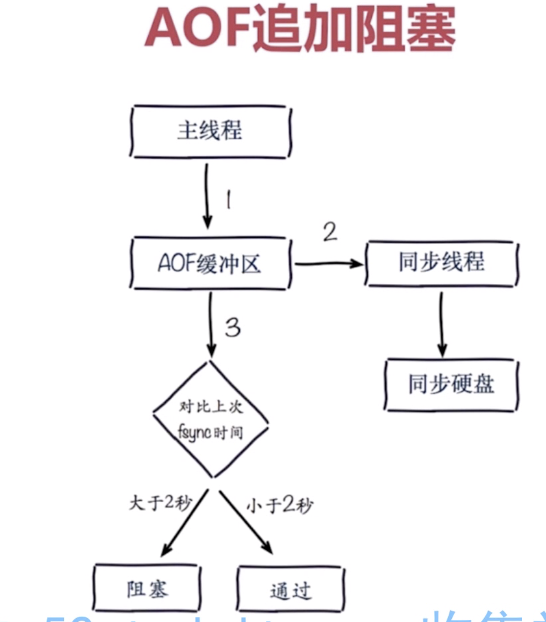 AOF追加阻塞
主线程
1
AOF缓冲区
2
同步线程
3
同步硬盘
对比上次
fsync时间
大于2秒
小于2秒
阻塞
通过